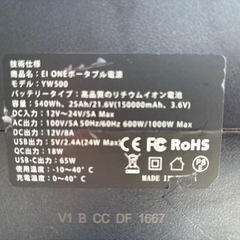 技術仕様
商品名：EI ONEポータブル電源
モデル：YW500
バッテリータイプ：高品質のリチウムイオン電池
540Wh, 25Ah, 21.6V(150000mAh, 3.6V)
DC入力：12V～24V/5A Max
AC出力：100V/5A 50Hz/60Hz 600W/1000W Max
DC出力：12V/8A
USB出力：5V/2.4A(24W Max)
QC出力：18W
USB-C出力：65W
放電温度：-10～40℃
充電温度：0～40℃
CE FC RoHS
PS
E
MADE IN
V1 B CC DF 1667